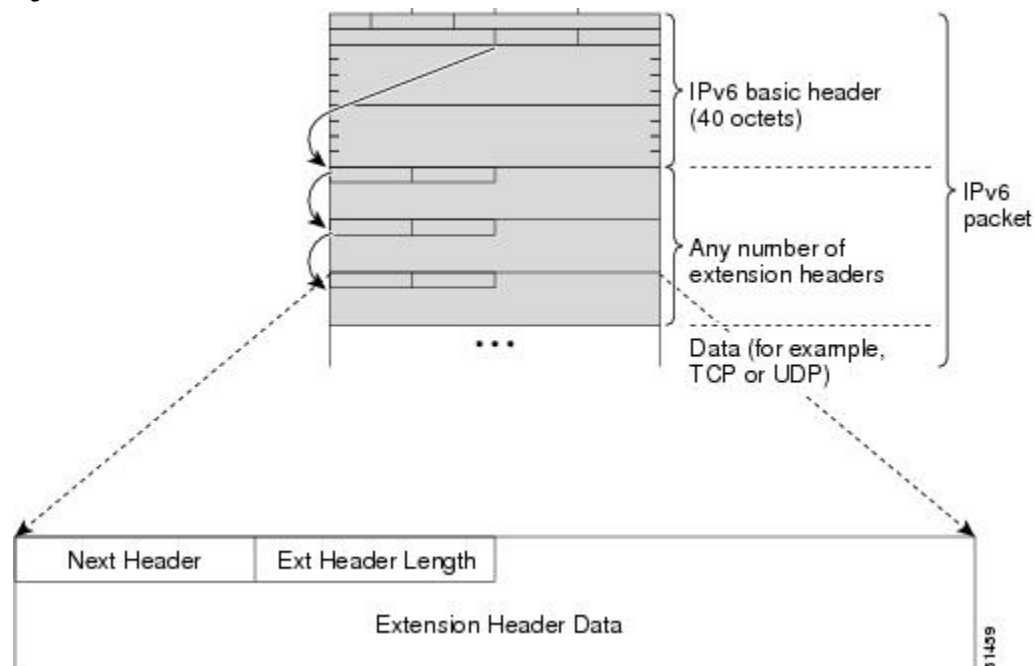 IPv6 basic header
(40 octets)
IPv6
packet
Any number of
extension headers
Data (for example,
TCP or UDP)
Next Header
Ext Header Length
Extension Header Data